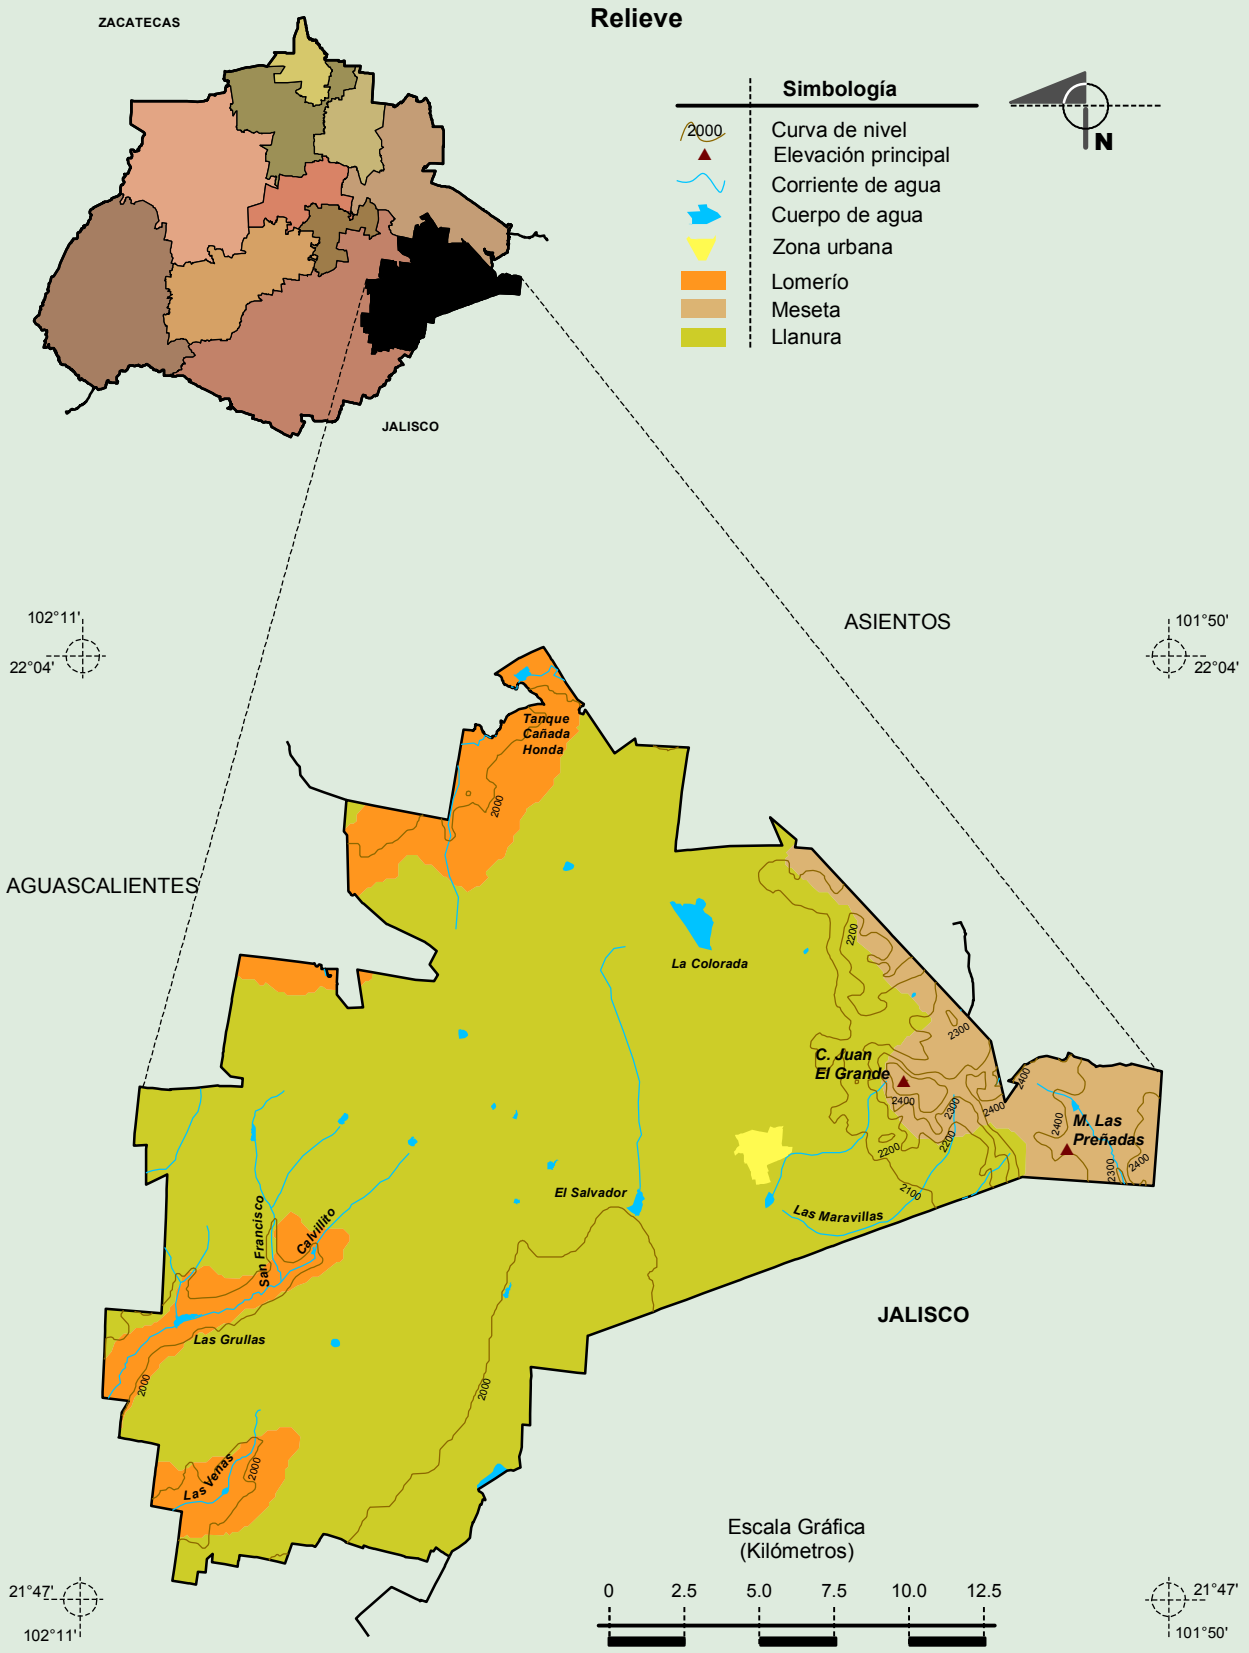 Relieve
ZACATECAS
JALISCO
Simbología
2000
Curva de nivel
Elevación principal
Corriente de agua
Cuerpo de agua
Zona urbana
Lomerío
Meseta
Llanura
N
102°11'
22°04'
ASIENTOS
101°50'
22°04'
Tanque
Cañada
Honda
2000
AGUASCALIENTES
La Colorada
2200
2300
C. Juan
El Grande
2400
2300
2400
2400
2400
M. Las
Preñadas
2200
2200
2300
2400
2100
El Salvador
Las Maravillas
San Francisco
Calvillito
Las Grullas
2000
2000
JALISCO
Las Venas
2000
Escala Gráfica
(Kilómetros)
0 2.5 5.0 7.5 10.0 12.5
21°47'
102°11'
21°47'
101°50'